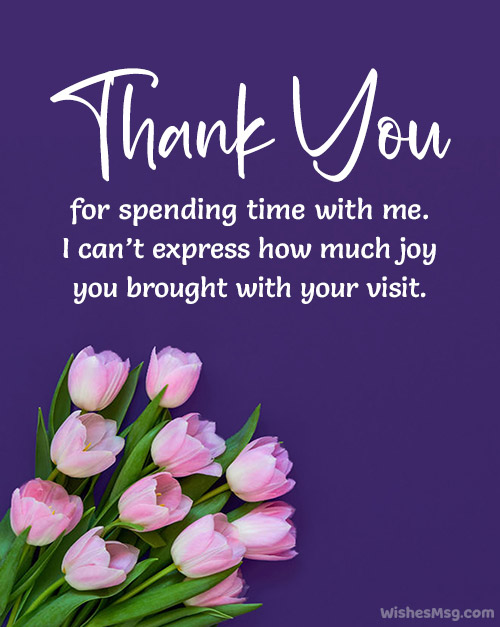 Thank You
for spending time with me.
I can’t express how much joy
you brought with your visit.
WishesMsg.com